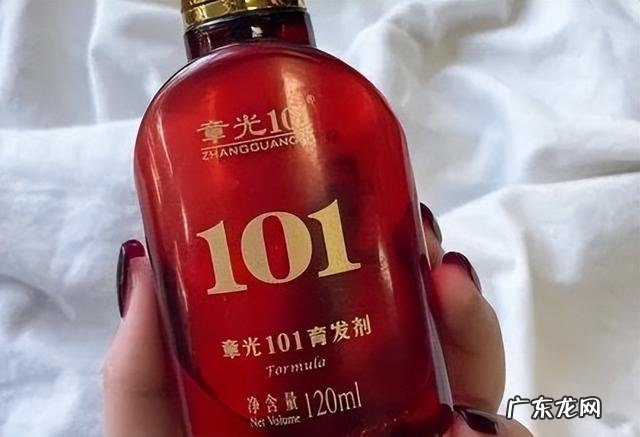 章光101®
ZHANGGUANG
101
章光101育发剂
Formula
净含量 120ml
Net Volume
广东龙网